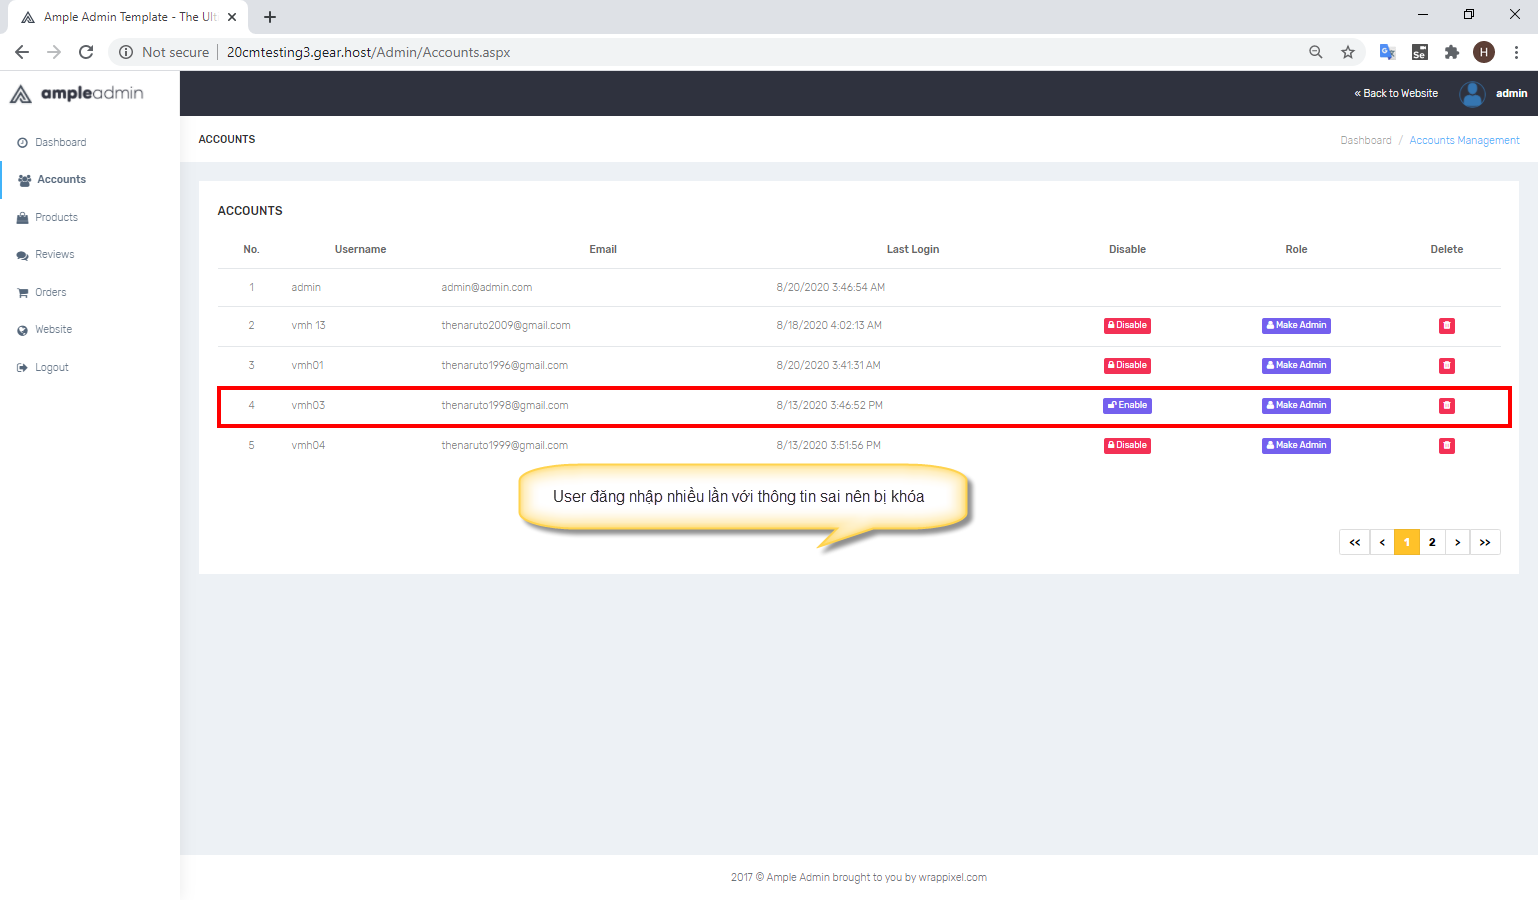 Ample Admin Template - The Ult
Not secure
20cmtesting3.gear.host/Admin/Accounts.aspx
Se
H
ampleadmin
« Back to Website
admin
Dashboard
Accounts
Products
Reviews
Orders
Website
Logout
ACCOUNTS
Dashboard / Accounts Management
ACCOUNTS
No. Username Email Last Login Disable Role Delete
1 admin admin@admin.com 8/20/2020 3:46:54 AM
2 vmh 13 thenaruto2009@gmail.com 8/18/2020 4:02:13 AM Disable Make Admin
3 vmh01 thenaruto1996@gmail.com 8/20/2020 3:41:31 AM Disable Make Admin
4 vmh03 thenaruto1998@gmail.com 8/13/2020 3:46:52 PM Enable Make Admin
5 vmh04 thenaruto1999@gmail.com 8/13/2020 3:51:56 PM Disable Make Admin
User đăng nhập nhiều lần với thông tin sai nên bị khóa
<< < 1 2 > >>
2017 © Ample Admin brought to you by wrappixel.com